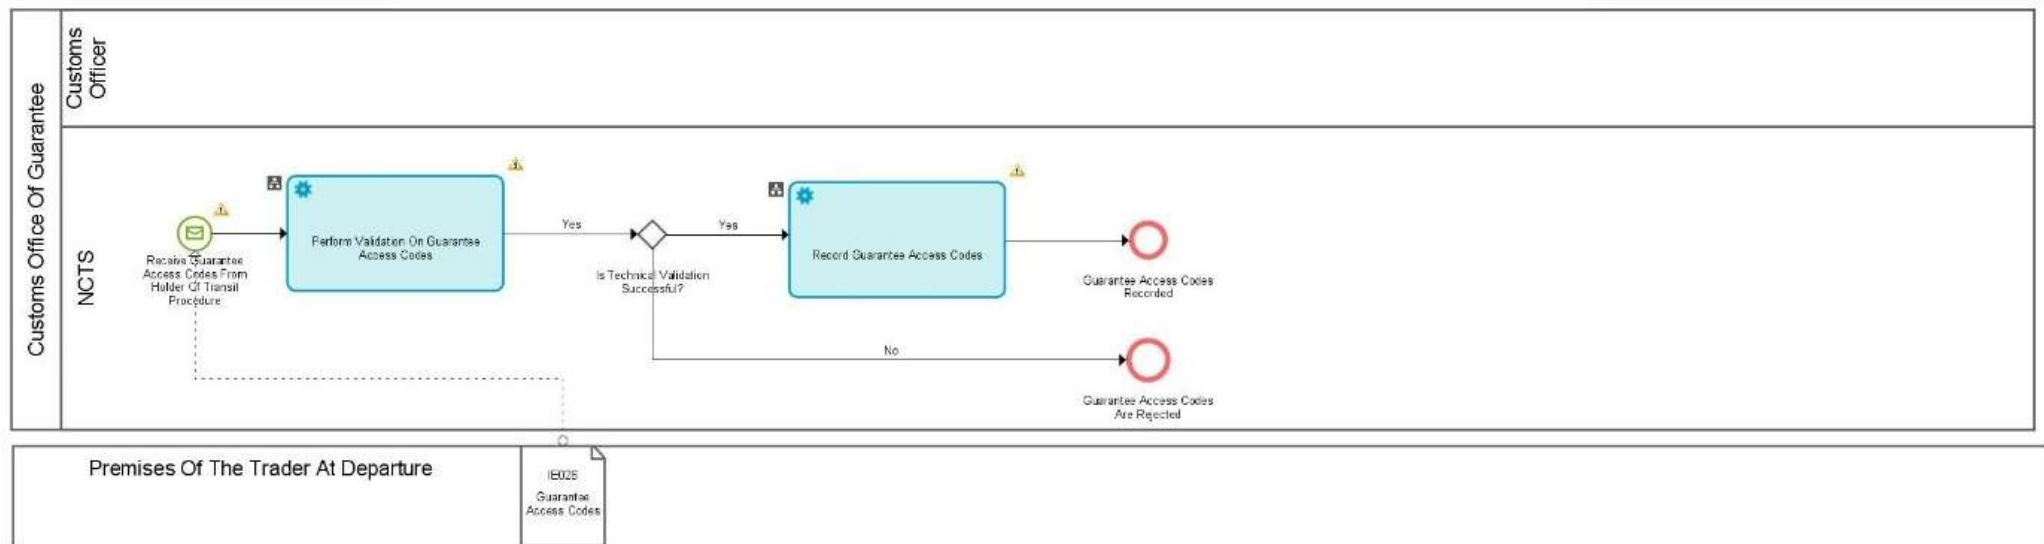 Customs Office Of Guarantee
Customs
Officer
NCTS
Receive Guarantee
Access Codes From
Holder Of Transit
Procedure
Perform Validation On Guarantee
Access Codes
Yes
Is Technical Validation
Successful?
Yes
Record Guarantee Access Codes
Guarantee Access Codes
Recorded
No
Guarantee Access Codes
Are Rejected
Premises Of The Trader At Departure
IE026
Guarantee
Access Codes